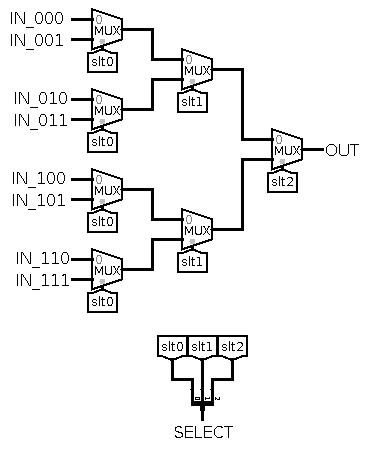 IN_000
0
MUX
IN_001
slt0
0
MUX
slt1
IN_010
0
MUX
IN_011
slt0
0
MUX
OUT
slt2
IN_100
0
MUX
IN_101
slt0
0
MUX
slt1
IN_110
0
MUX
IN_111
slt0
slt0 slt1 slt2
0 1 2
SELECT